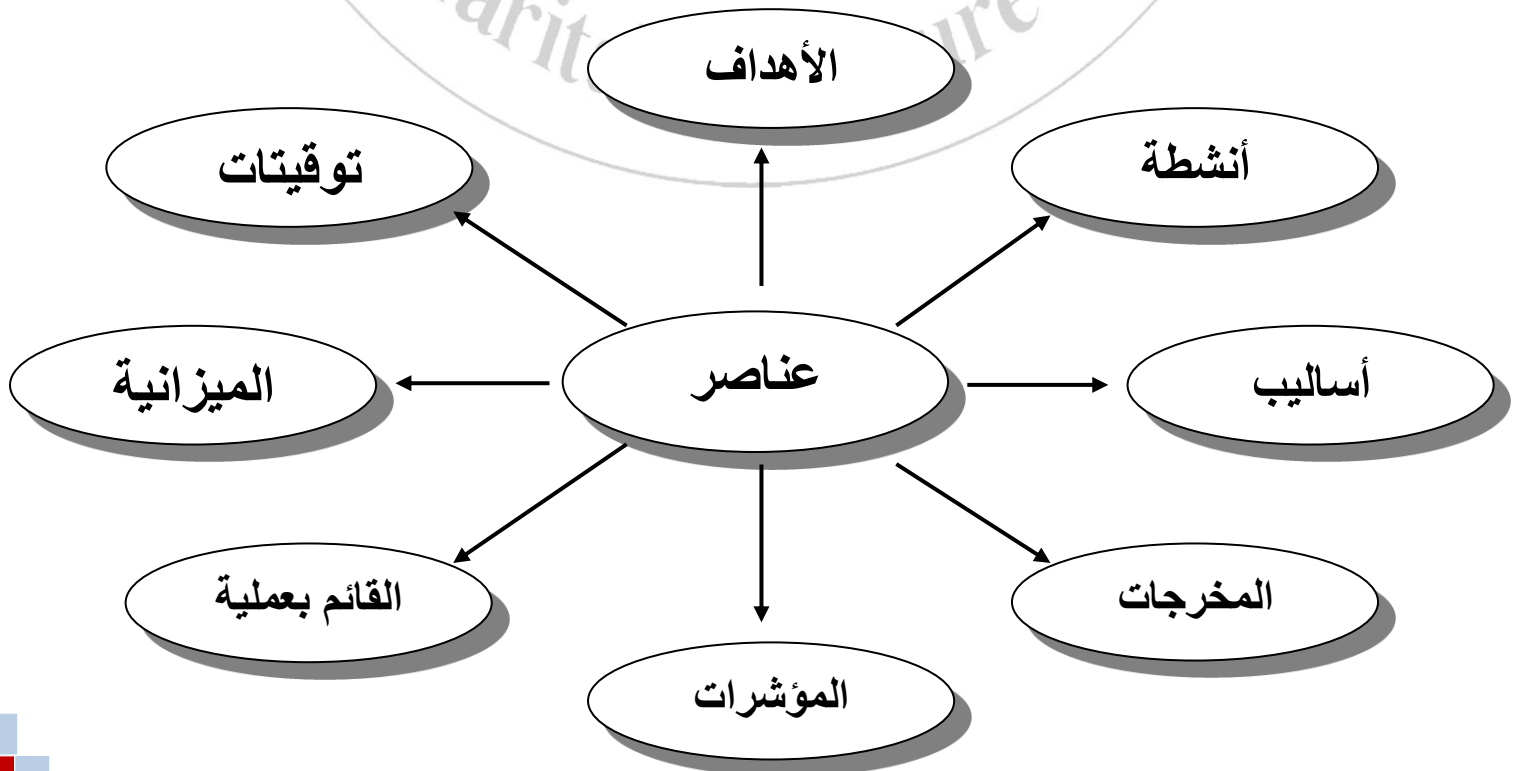 الأهداف
أنشطة
توقيتات
عناصر
أساليب
الميزانية
المخرجات
القائم بعملية
المؤشرات